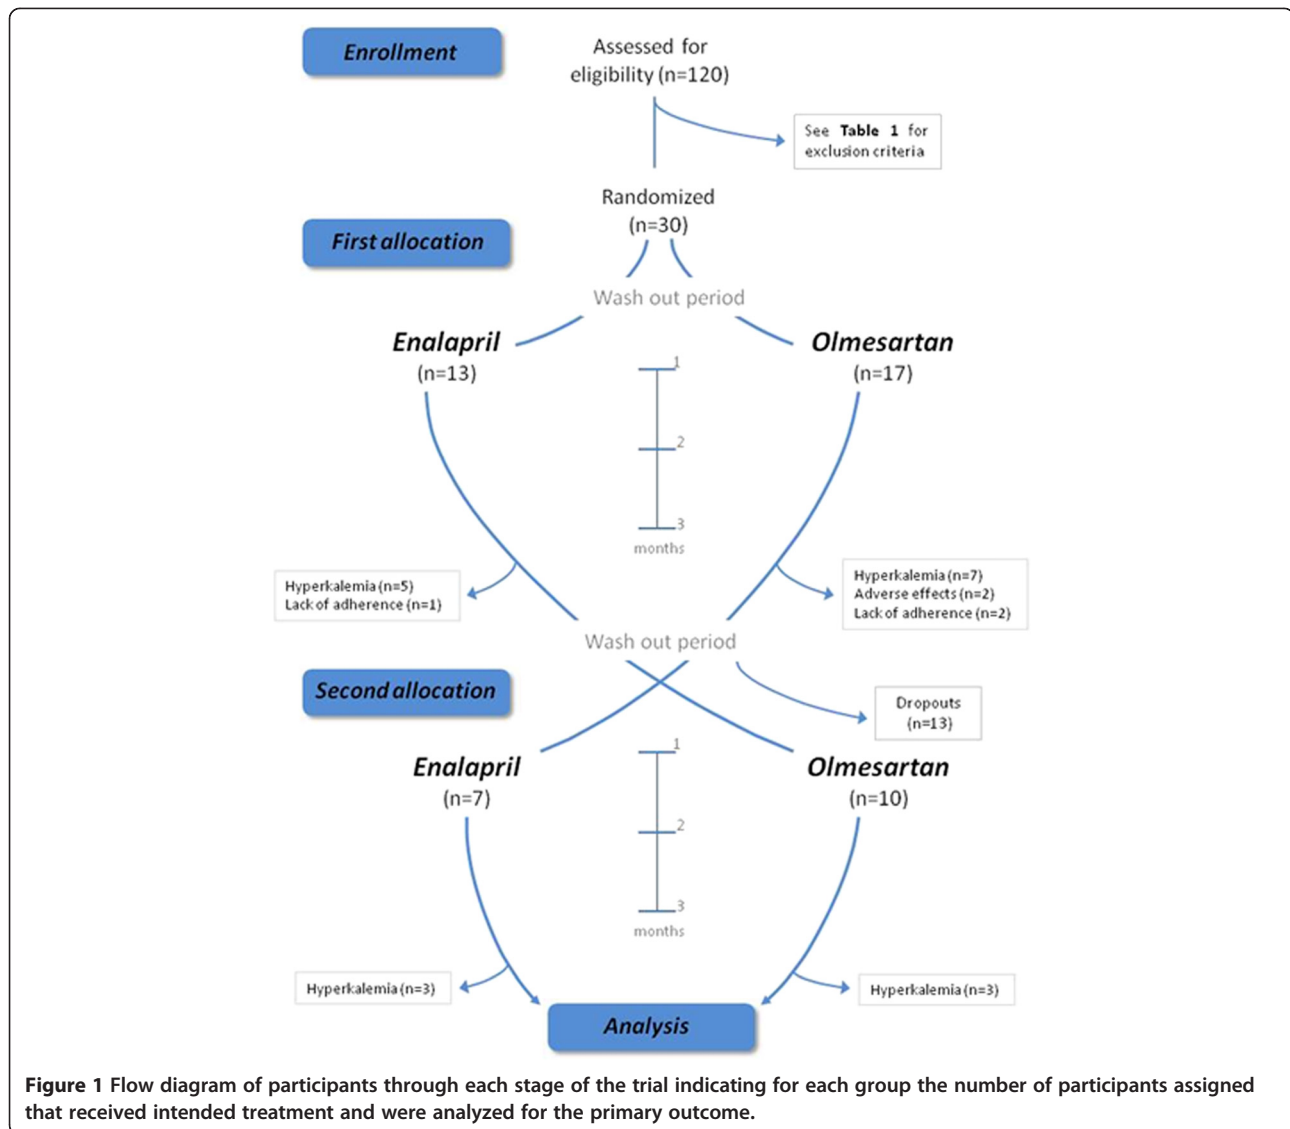 Enrollment
Assessed for
eligibility (n=120)
See Table 1 for
exclusion criteria
Randomized
(n=30)
First allocation
Wash out period
Enalapril
(n=13)
Olmesartan
(n=17)
1
2
3
months
Hyperkalemia (n=5)
Lack of adherence (n=1)
Hyperkalemia (n=7)
Adverse effects (n=2)
Lack of adherence (n=2)
Wash out period
Second allocation
Dropouts
(n=13)
Enalapril
(n=7)
Olmesartan
(n=10)
1
2
3
months
Hyperkalemia (n=3)
Hyperkalemia (n=3)
Analysis
Figure 1 Flow diagram of participants through each stage of the trial indicating for each group the number of participants assigned
that received intended treatment and were analyzed for the primary outcome.